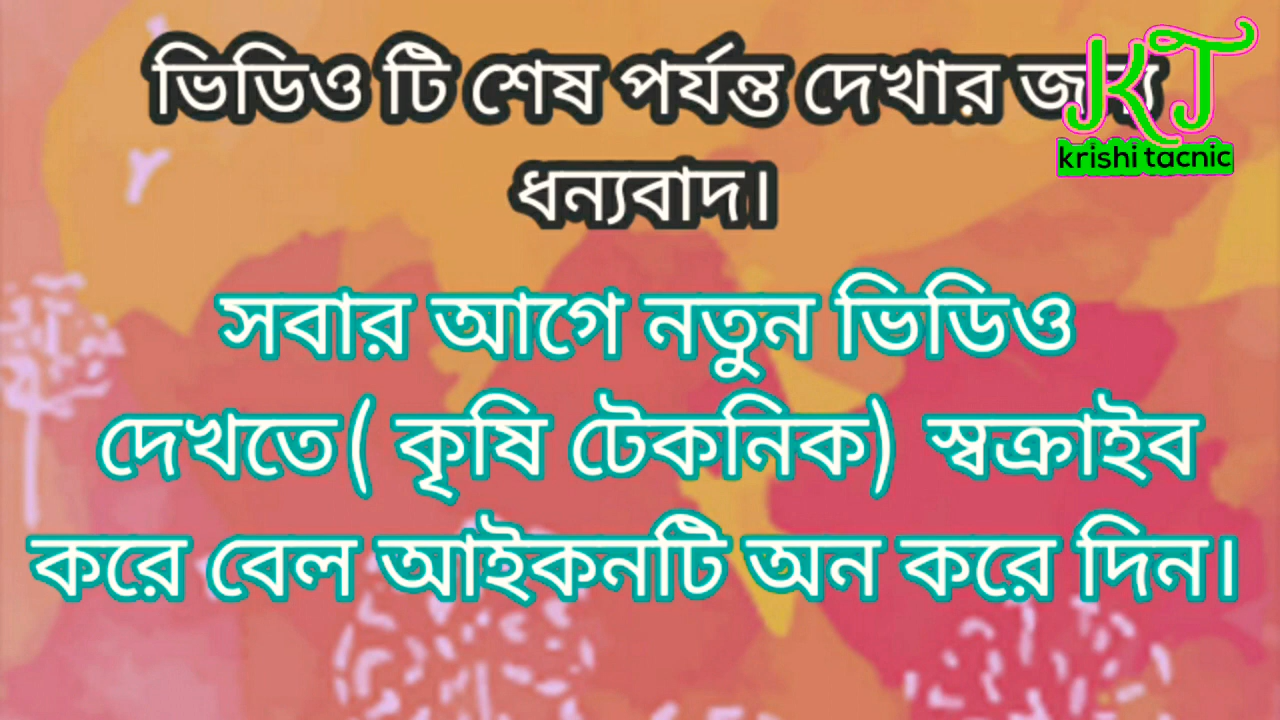 ভিডিও টি শেষ পর্যন্ত দেখার জন্য
ধন্যবাদ।
সবার আগে নতুন ভিডিও
দেখতে( কৃষি টেকনিক) স্বক্রাইব
করে বেল আইকনটি অন করে দিন।
KT
krishi tacnic